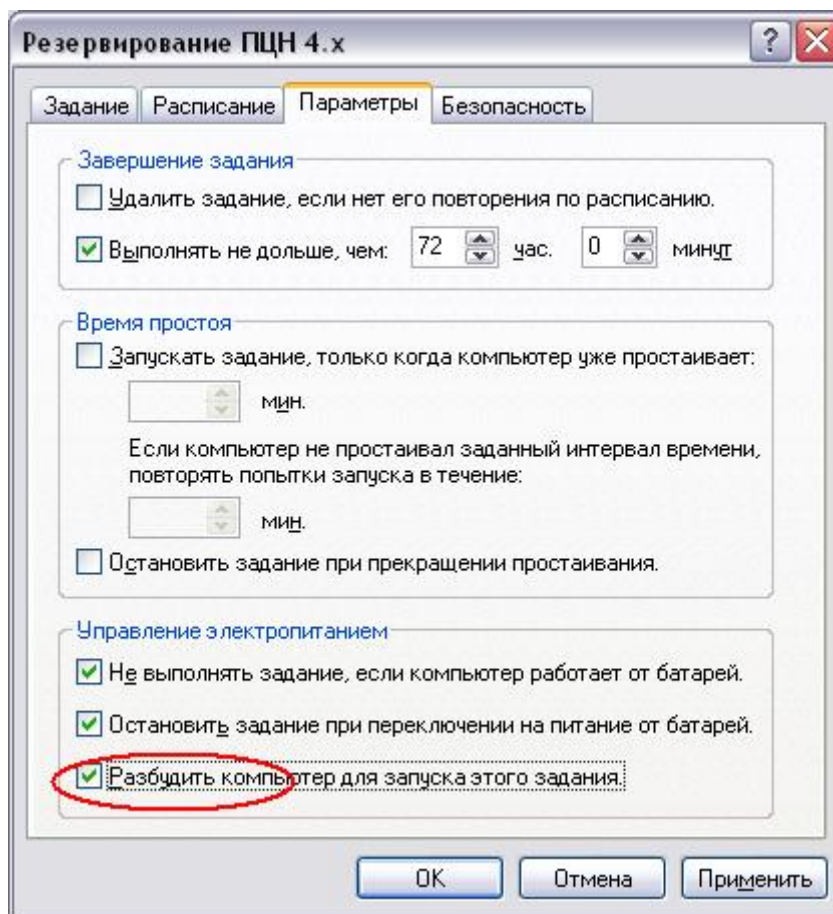 Резервирование ПЦН 4.x
Задание Расписание Параметры Безопасность
Завершение задания
Удалить задание, если нет его повторения по расписанию.
Выполнять не дольше, чем: 72 час. 0 минут
Время простоя
Запускать задание, только когда компьютер уже простаивает:
мин.
Если компьютер не простаивал заданный интервал времени,
повторять попытки запуска в течение:
мин.
Остановить задание при прекращении простаивания.
Управление электропитанием
Не выполнять задание, если компьютер работает от батарей.
Остановить задание при переключении на питание от батарей.
Разбудить компьютер для запуска этого задания.
OK Отмена Применить